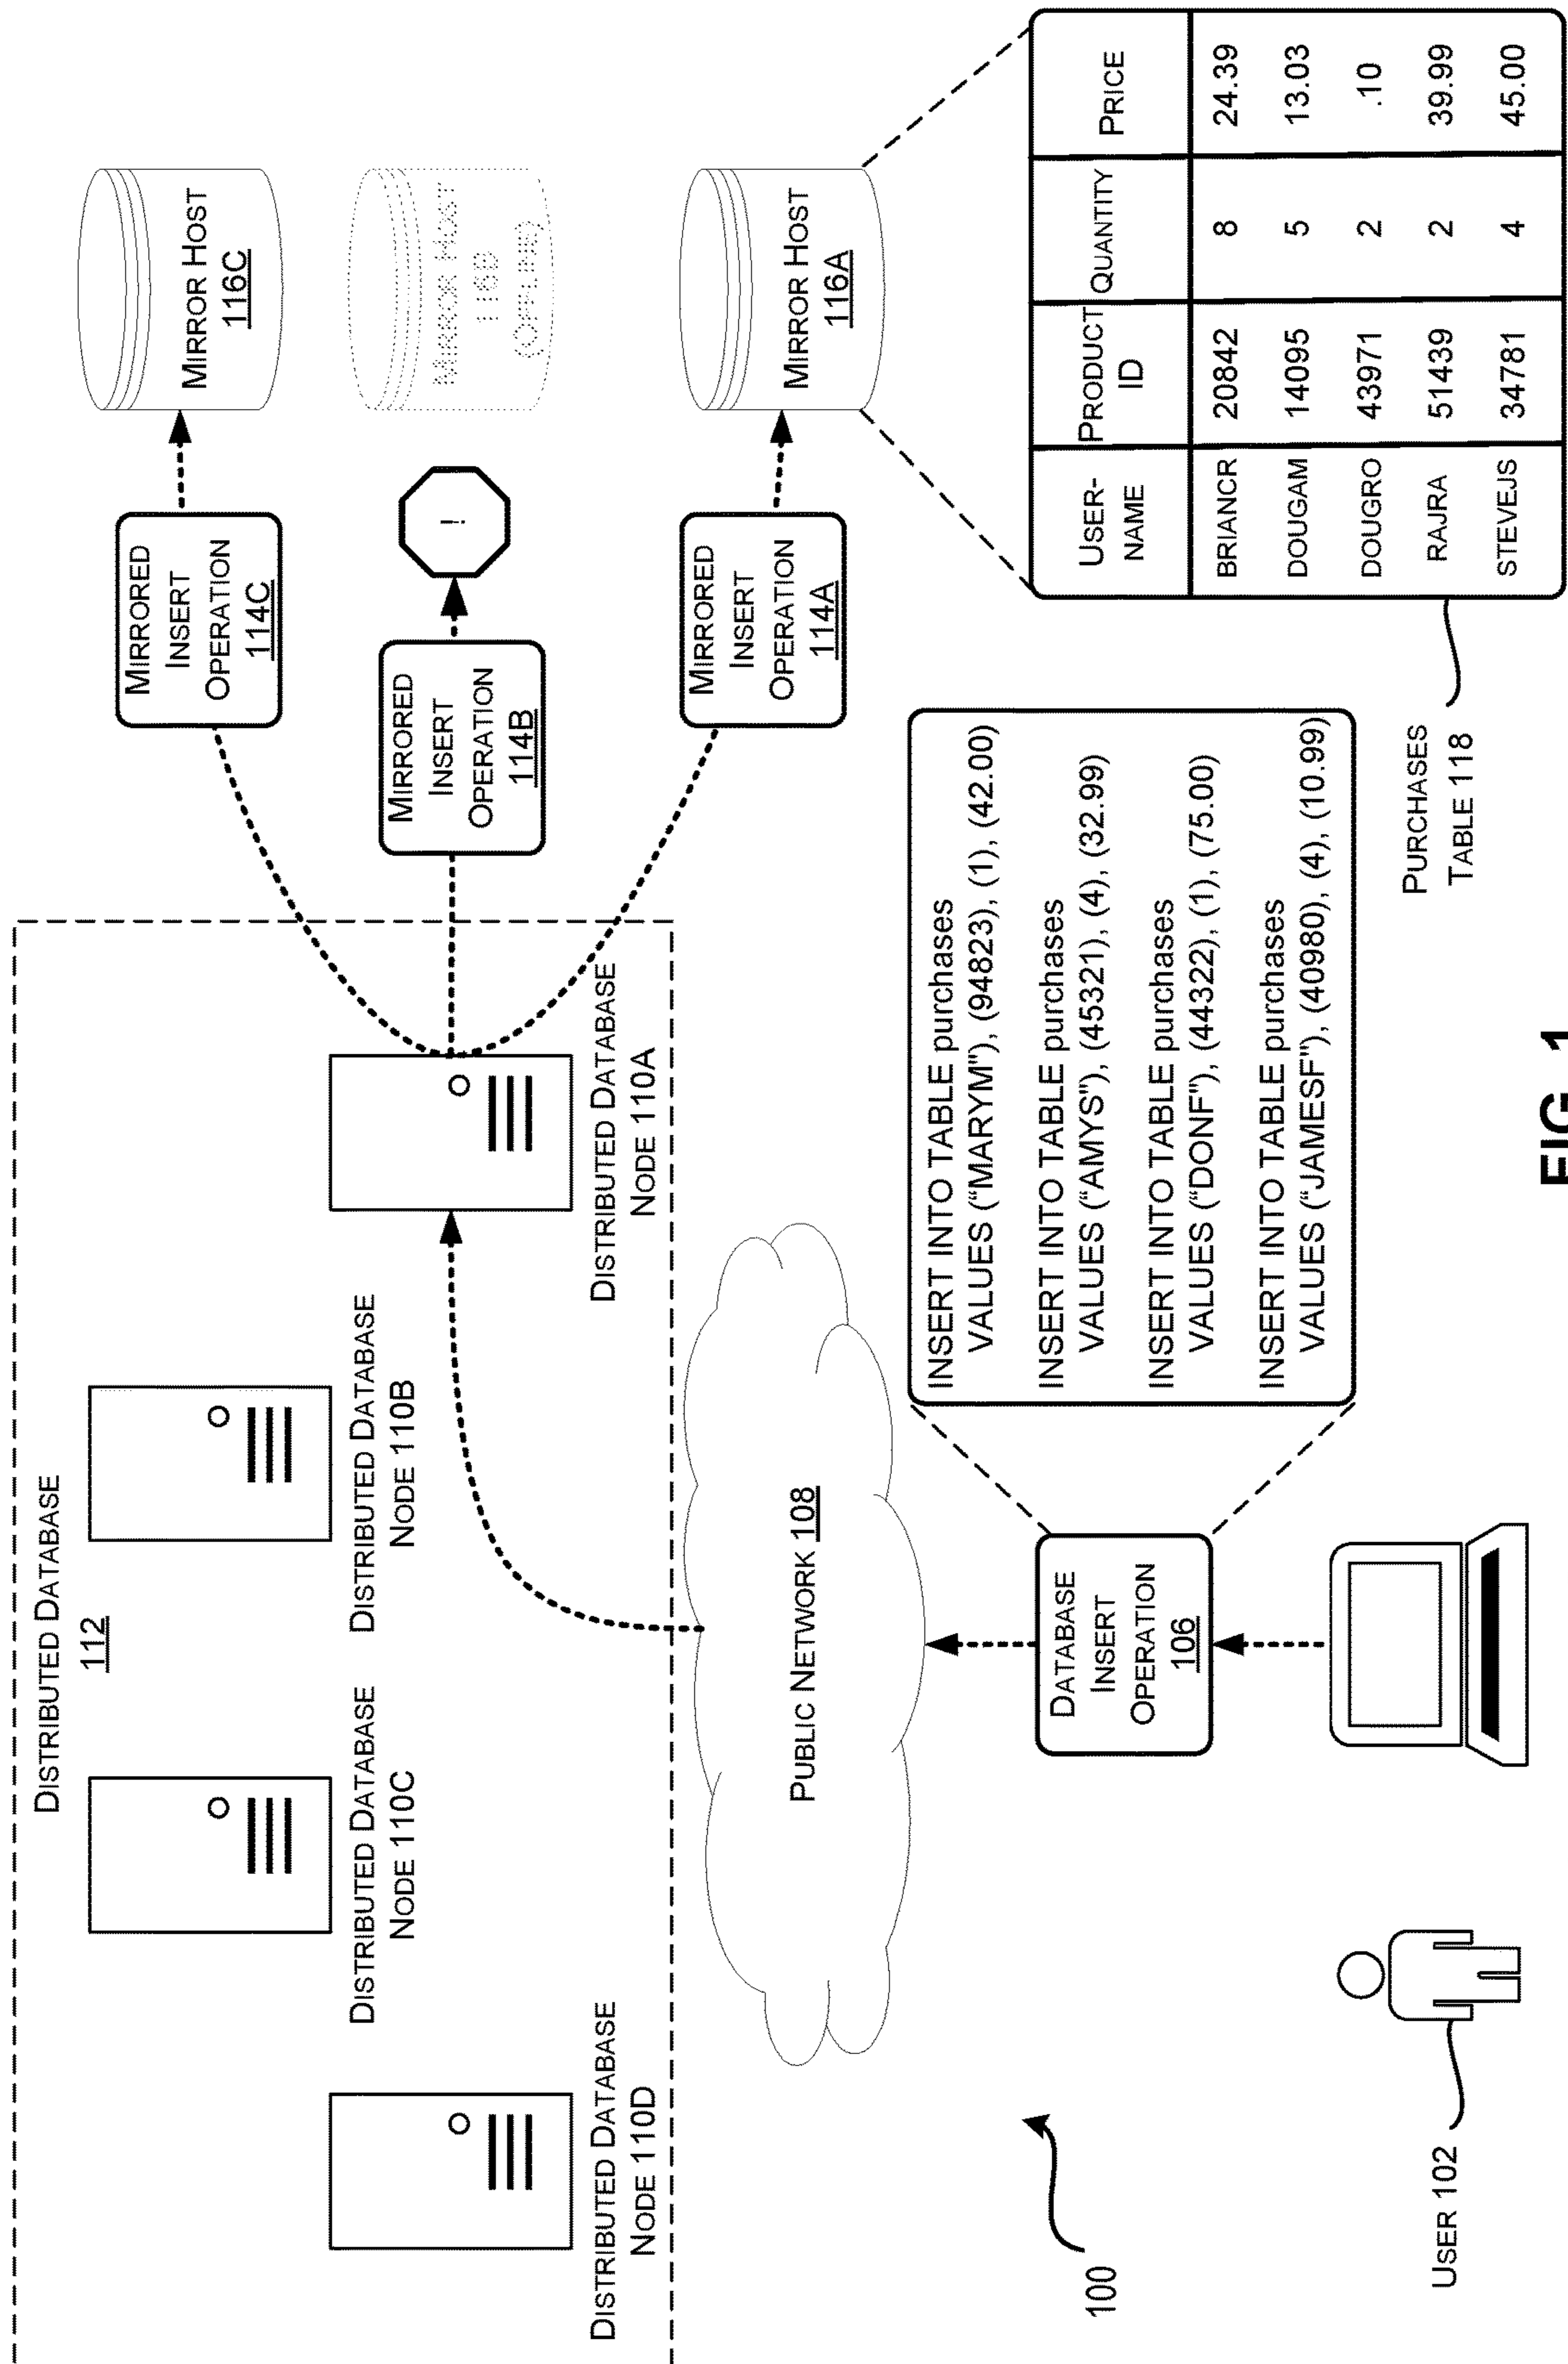 DISTRIBUTED DATABASE
112
DISTRIBUTED DATABASE
NODE 110D
DISTRIBUTED DATABASE
NODE 110C
DISTRIBUTED DATABASE
NODE 110B
DISTRIBUTED DATABASE
NODE 110A
MIRRORED
INSERT
OPERATION
114C
MIRROR HOST
116C
MIRRORED
INSERT
OPERATION
114B
!
MIRROR HOST
116B
(OFFLINE)
MIRRORED
INSERT
OPERATION
114A
MIRROR HOST
116A
PUBLIC NETWORK 108
100
DATABASE
INSERT
OPERATION
106
INSERT INTO TABLE purchases
VALUES (“MARYM"), (94823), (1), (42.00)
INSERT INTO TABLE purchases
VALUES (“AMYS"), (45321), (4), (32.99)
INSERT INTO TABLE purchases
VALUES (“DONF"), (44322), (1), (75.00)
INSERT INTO TABLE purchases
VALUES (“JAMESF"), (40980), (4), (10.99)
USER-
NAME
PRODUCT
ID
QUANTITY
PRICE
BRIANCR 20842 8 24.39
DOUGAM 14095 5 13.03
DOUGRO 43971 2 .10
RAJRA 51439 2 39.99
STEVEJS 34781 4 45.00
PURCHASES
TABLE 118
USER 102
FIG. 1